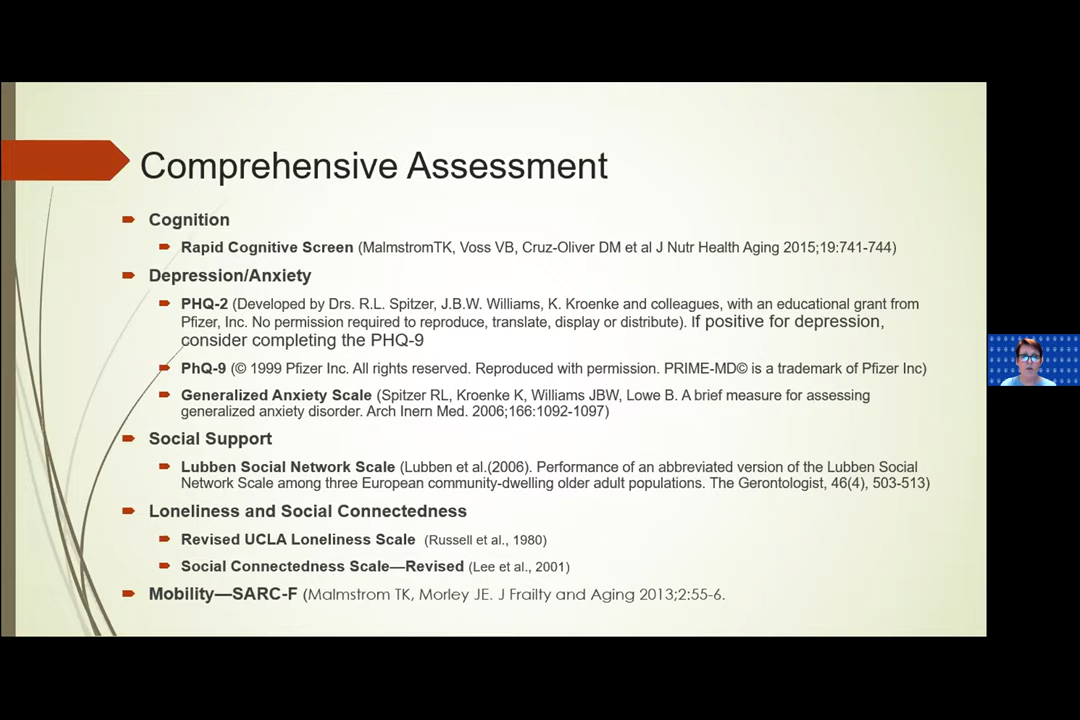 Comprehensive Assessment
Cognition
Rapid Cognitive Screen (MalmstromTK, Voss VB, Cruz-Oliver DM et al J Nutr Health Aging 2015;19:741-744)
Depression/Anxiety
PHQ-2 (Developed by Drs. R.L. Spitzer, J.B.W. Williams, K. Kroenke and colleagues, with an educational grant from
Pfizer, Inc. No permission required to reproduce, translate, display or distribute). If positive for depression,
consider completing the PHQ-9
PhQ-9 (© 1999 Pfizer Inc. All rights reserved. Reproduced with permission. PRIME-MD© is a trademark of Pfizer Inc)
Generalized Anxiety Scale (Spitzer RL, Kroenke K, Williams JBW, Lowe B. A brief measure for assessing
generalized anxiety disorder. Arch Inern Med. 2006;166:1092-1097)
Social Support
Lubben Social Network Scale (Lubben et al.(2006). Performance of an abbreviated version of the Lubben Social
Network Scale among three European community-dwelling older adult populations. The Gerontologist, 46(4), 503-513)
Loneliness and Social Connectedness
Revised UCLA Loneliness Scale (Russell et al., 1980)
Social Connectedness Scale—Revised (Lee et al., 2001)
Mobility—SARC-F (Malmstrom TK, Morley JE. J Frailty and Aging 2013;2:55-6.